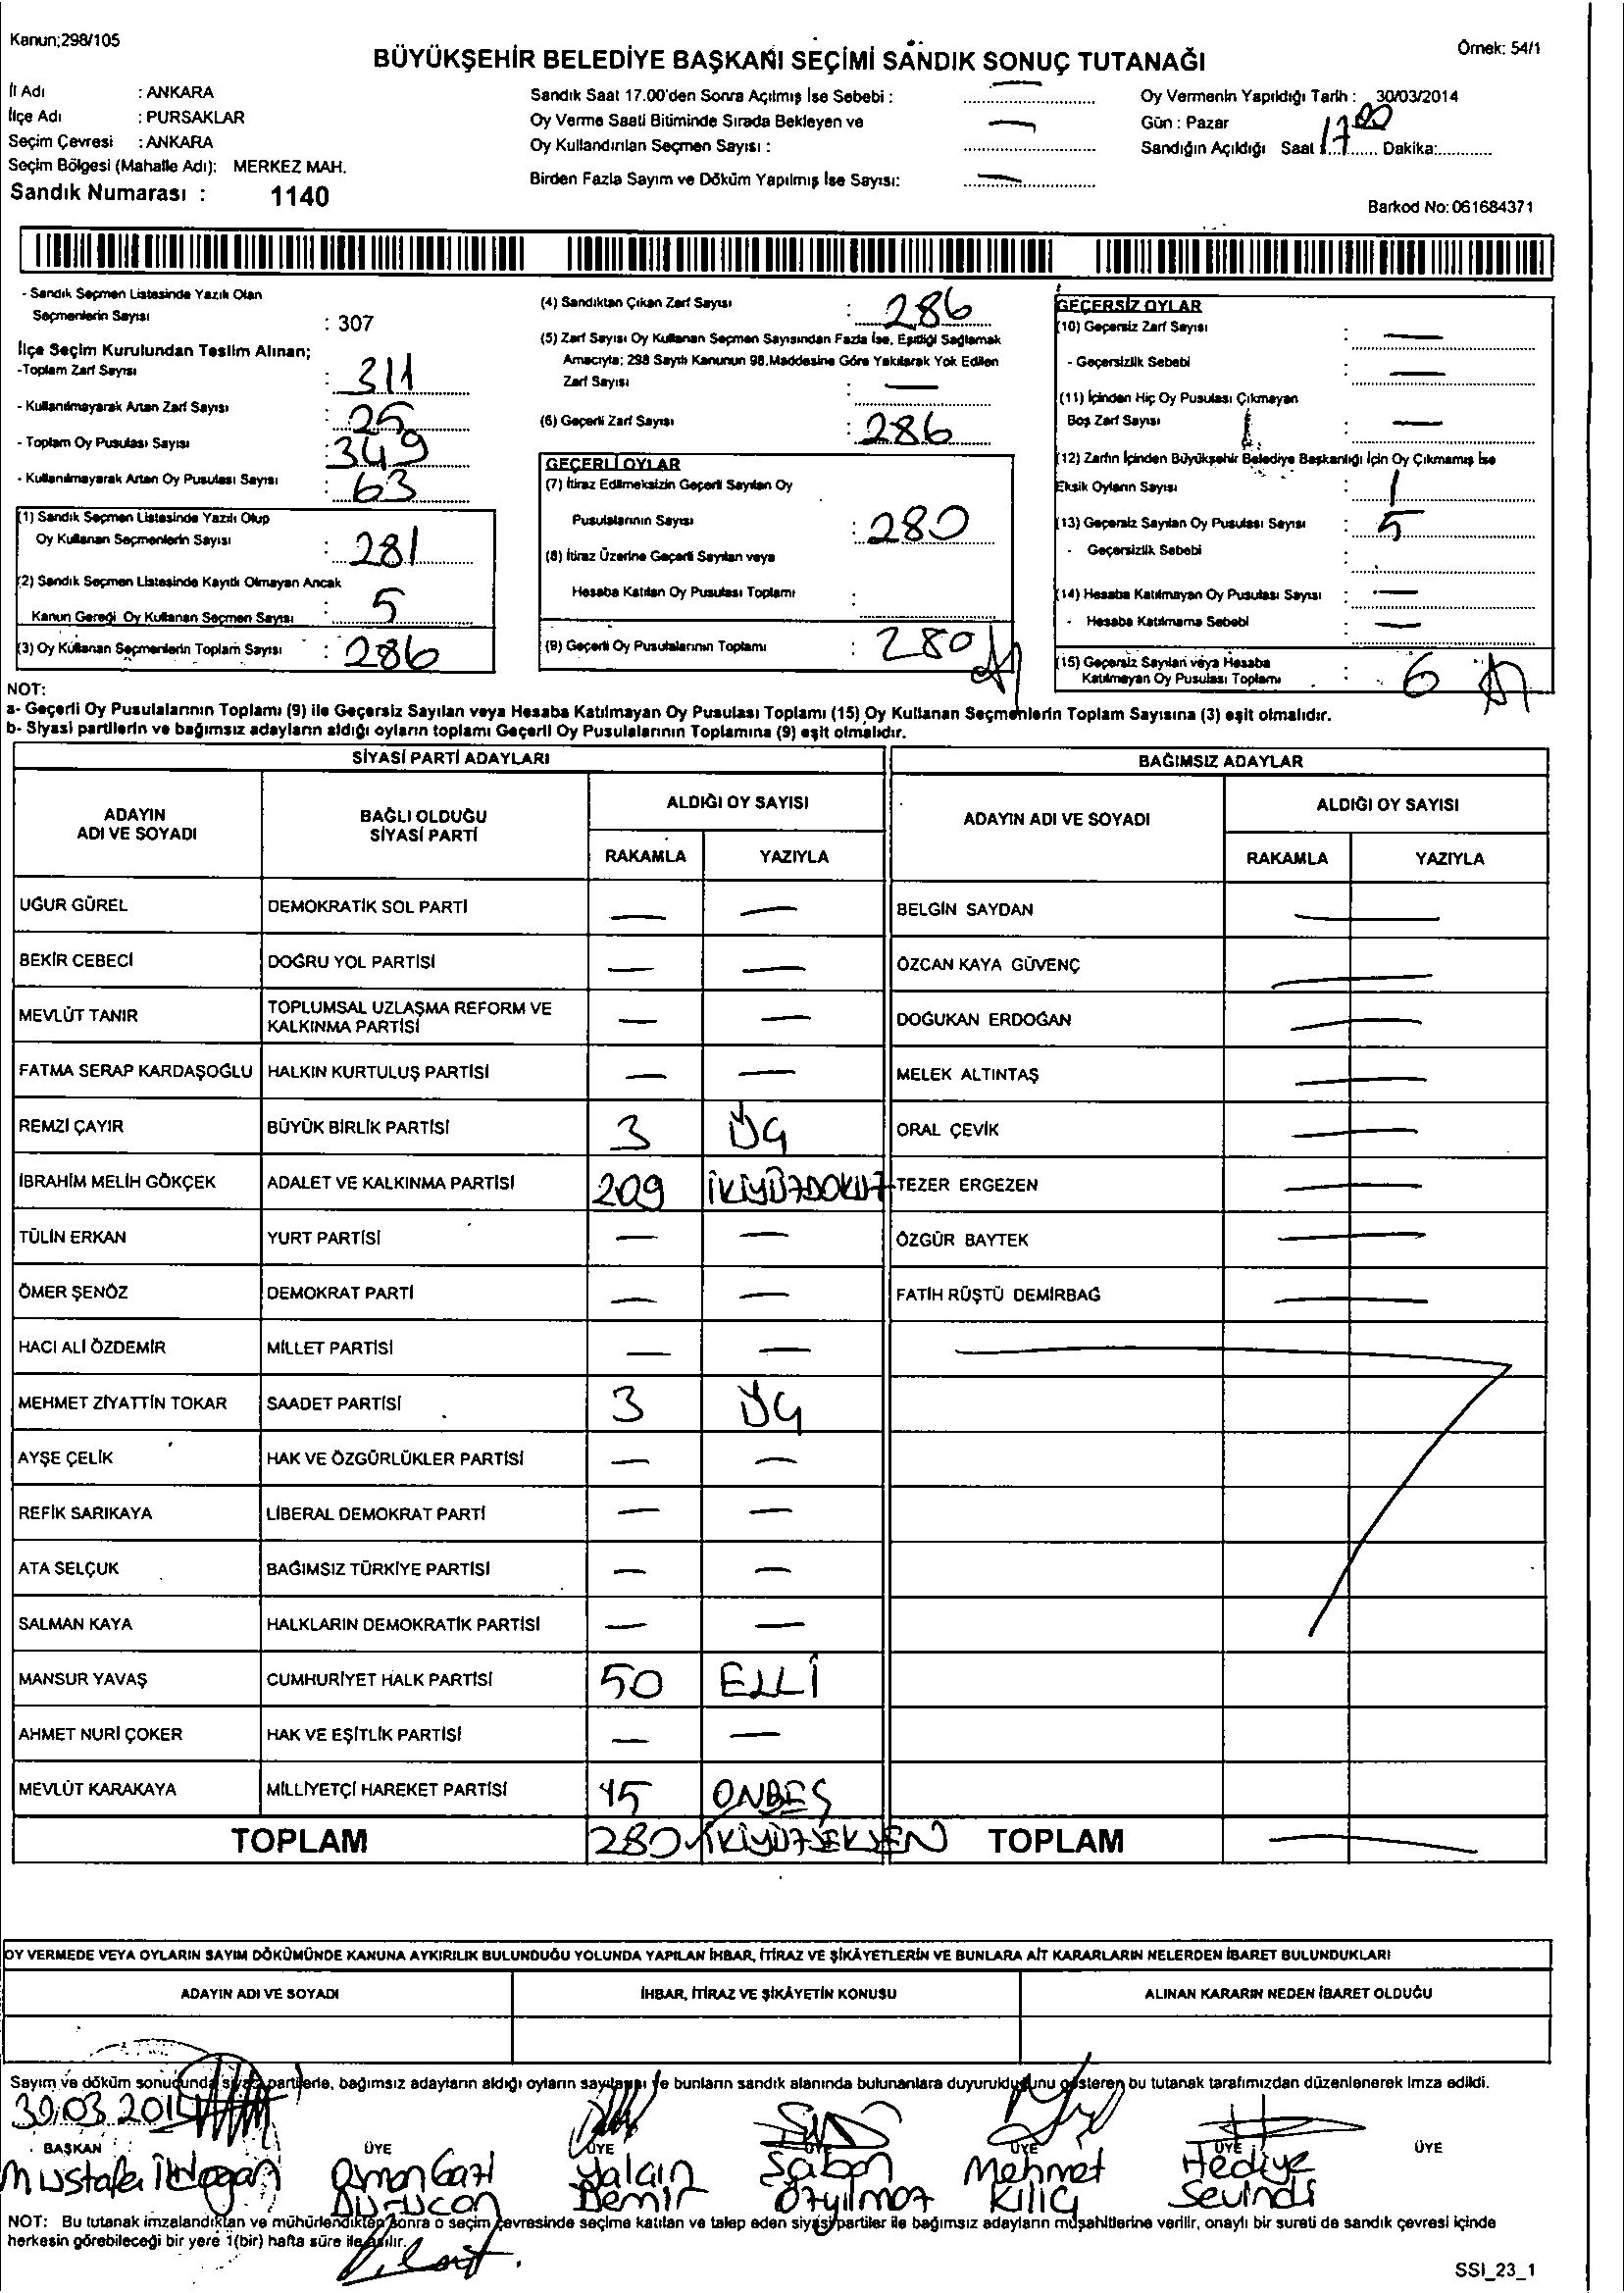 Kanun;298/105
Örnek: 54/1
BÜYÜKŞEHİR BELEDİYE BAŞKANI SEÇİMİ SANDIK SONUÇ TUTANAĞI
İl Adı : ANKARA
İlçe Adı : PURSAKLAR
Seçim Çevresi : ANKARA
Seçim Bölgesi (Mahalle Adı): MERKEZ MAH.
Sandık Numarası : 1140
Sandık Saat 17.00'den Sonra Açılmış İse Sebebi : —
Oy Verme Saati Bitiminde Sırada Bekleyen ve
Oy Kullandırılan Seçmen Sayısı : —
Birden Fazla Sayım ve Döküm Yapılmış İse Sayısı: —
Oy Vermenin Yapıldığı Tarih : 30/03/2014
Gün : Pazar
Sandığın Açıldığı Saat 17 00 Dakika:
Barkod No:061684371
- Sandık Seçmen Listesinde Yazılı Olan
Seçmenlerin Sayısı : 307
İlçe Seçim Kurulundan Teslim Alınan;
-Toplam Zarf Sayısı : 311
- Kullanılmayarak Artan Zarf Sayısı : 25
- Toplam Oy Pusulası Sayısı : 349
- Kullanılmayarak Artan Oy Pusulası Sayısı : 63
(1) Sandık Seçmen Listesinde Yazılı Olup
Oy Kullanan Seçmenlerin Sayısı : 281
(2) Sandık Seçmen Listesinde Kayıtlı Olmayan Ancak
Kanun Gereği Oy Kullanan Seçmen Sayısı : 5
(3) Oy Kullanan Seçmenlerin Toplam Sayısı : 286
(4) Sandıktan Çıkan Zarf Sayısı : 286
(5) Zarf Sayısı Oy Kullanan Seçmen Sayısından Fazla İse, Eşitliği Sağlamak
Amacıyla; 298 Sayılı Kanunun 98.Maddesine Göre Yakılarak Yok Edilen
Zarf Sayısı : —
(6) Geçerli Zarf Sayısı : 286
GEÇERLİ OYLAR
(7) İtiraz Edilmeksizin Geçerli Sayılan Oy
Pusulalarının Sayısı : 280
(8) İtiraz Üzerine Geçerli Sayılan veya
Hesaba Katılan Oy Pusulası Toplamı :
(9) Geçerli Oy Pusulalarının Toplamı : 280
GEÇERSİZ OYLAR
(10) Geçersiz Zarf Sayısı : —
- Geçersizlik Sebebi : —
(11) İçinden Hiç Oy Pusulası Çıkmayan
Boş Zarf Sayısı : —
(12) Zarfın İçinden Büyükşehir Belediye Başkanlığı İçin Oy Çıkmamış İse
Eksik Oyların Sayısı : 1
(13) Geçersiz Sayılan Oy Pusulası Sayısı : 5
- Geçersizlik Sebebi :
(14) Hesaba Katılmayan Oy Pusulası Sayısı : —
- Hesaba Katılmama Sebebi : —
(15) Geçersiz Sayılan veya Hesaba
Katılmayan Oy Pusulası Toplamı : 6
NOT:
a- Geçerli Oy Pusulalarının Toplamı (9) ile Geçersiz Sayılan veya Hesaba Katılmayan Oy Pusulası Toplamı (15) Oy Kullanan Seçmenlerin Toplam Sayısına (3) eşit olmalıdır.
b- Siyasi partilerin ve bağımsız adayların aldığı oyların toplamı Geçerli Oy Pusulalarının Toplamına (9) eşit olmalıdır.
SİYASİ PARTİ ADAYLARI BAĞIMSIZ ADAYLAR
ADAYIN ADI VE SOYADI BAĞLI OLDUĞU SİYASİ PARTİ ALDIĞI OY SAYISI ADAYIN ADI VE SOYADI ALDIĞI OY SAYISI
RAKAMLA YAZIYLA RAKAMLA YAZIYLA
UĞUR GÜREL DEMOKRATİK SOL PARTİ — — BELGİN SAYDAN —
BEKİR CEBECİ DOĞRU YOL PARTİSİ — — ÖZCAN KAYA GÜVENÇ —
MEVLÜT TANIR TOPLUMSAL UZLAŞMA REFORM VE KALKINMA PARTİSİ — — DOĞUKAN ERDOĞAN —
FATMA SERAP KARDAŞOĞLU HALKIN KURTULUŞ PARTİSİ — — MELEK ALTINTAŞ —
REMZİ ÇAYIR BÜYÜK BİRLİK PARTİSİ 3 ÜÇ ORAL ÇEVİK —
İBRAHİM MELİH GÖKÇEK ADALET VE KALKINMA PARTİSİ 209 İKİYÜZDOKUZ TEZER ERGEZEN —
TÜLİN ERKAN YURT PARTİSİ — — ÖZGÜR BAYTEK —
ÖMER ŞENÖZ DEMOKRAT PARTİ — — FATİH RÜŞTÜ DEMİRBAĞ —
HACI ALİ ÖZDEMİR MİLLET PARTİSİ — —
MEHMET ZİYATTİN TOKAR SAADET PARTİSİ 3 ÜÇ
AYŞE ÇELİK HAK VE ÖZGÜRLÜKLER PARTİSİ — —
REFİK SARIKAYA LİBERAL DEMOKRAT PARTİ — —
ATA SELÇUK BAĞIMSIZ TÜRKİYE PARTİSİ — —
SALMAN KAYA HALKLARIN DEMOKRATİK PARTİSİ — —
MANSUR YAVAŞ CUMHURİYET HALK PARTİSİ 50 ELLİ
AHMET NURİ ÇOKER HAK VE EŞİTLİK PARTİSİ — —
MEVLÜT KARAKAYA MİLLİYETÇİ HAREKET PARTİSİ 15 ONBEŞ
TOPLAM 280 İKİYÜZSEKSEN TOPLAM —
OY VERMEDE VEYA OYLARIN SAYIM DÖKÜMÜNDE KANUNA AYKIRILIK BULUNDUĞU YOLUNDA YAPILAN İHBAR, İTİRAZ VE ŞİKÂYETLERİN VE BUNLARA AİT KARARLARIN NELERDEN İBARET BULUNDUKLARI
ADAYIN ADI VE SOYADI İHBAR, İTİRAZ VE ŞİKÂYETİN KONUSU ALINAN KARARIN NEDEN İBARET OLDUĞU
Sayım ve döküm sonucunda siyasi partilerle, bağımsız adayların aldığı oyların sayılarını ve bunların sandık alanında bulunanlara duyurulduğunu gösteren bu tutanak tarafımızdan düzenlenerek imza edildi.
30.03.2014
BAŞKAN ÜYE ÜYE ÜYE ÜYE ÜYE ÜYE
Mustafa Osman Gazi Yalçın Şaban Mehmet Hediye
Demir Özyılmaz Kılıç Sevindi
NOT: Bu tutanak imzalandıktan ve mühürlendikten sonra o seçim çevresinde seçime katılan ve talep eden siyasi partiler ile bağımsız adayların müşahitlerine verilir, onaylı bir sureti de sandık çevresi içinde
herkesin görebileceği bir yere 1(bir) hafta süre ile asılır.
SSI_23_1